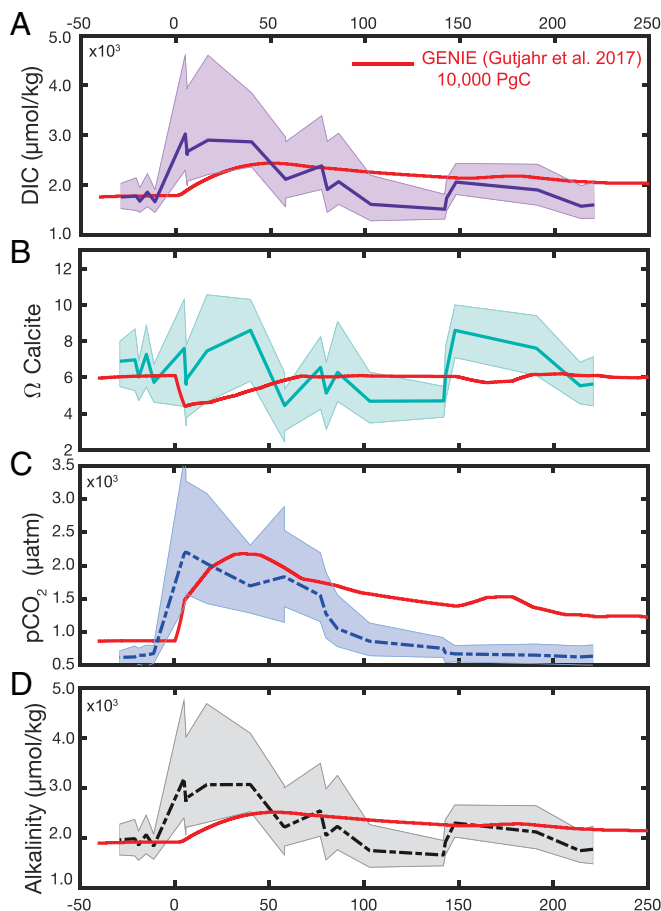 A
-50 0 50 100 150 200 250
5.0
x10³
GENIE (Gutjahr et al. 2017)
10,000 PgC
4.0
3.0
2.0
1.0
DIC (μmol/kg)
B
12
10
8
6
4
2
Ω Calcite
C
3.5
x10³
3.0
2.5
2.0
1.5
1.0
0.5
pCO₂ (μatm)
D
5.0
x10³
4.0
3.0
2.0
1.0
Alkalinity (μmol/kg)
-50 0 50 100 150 200 250